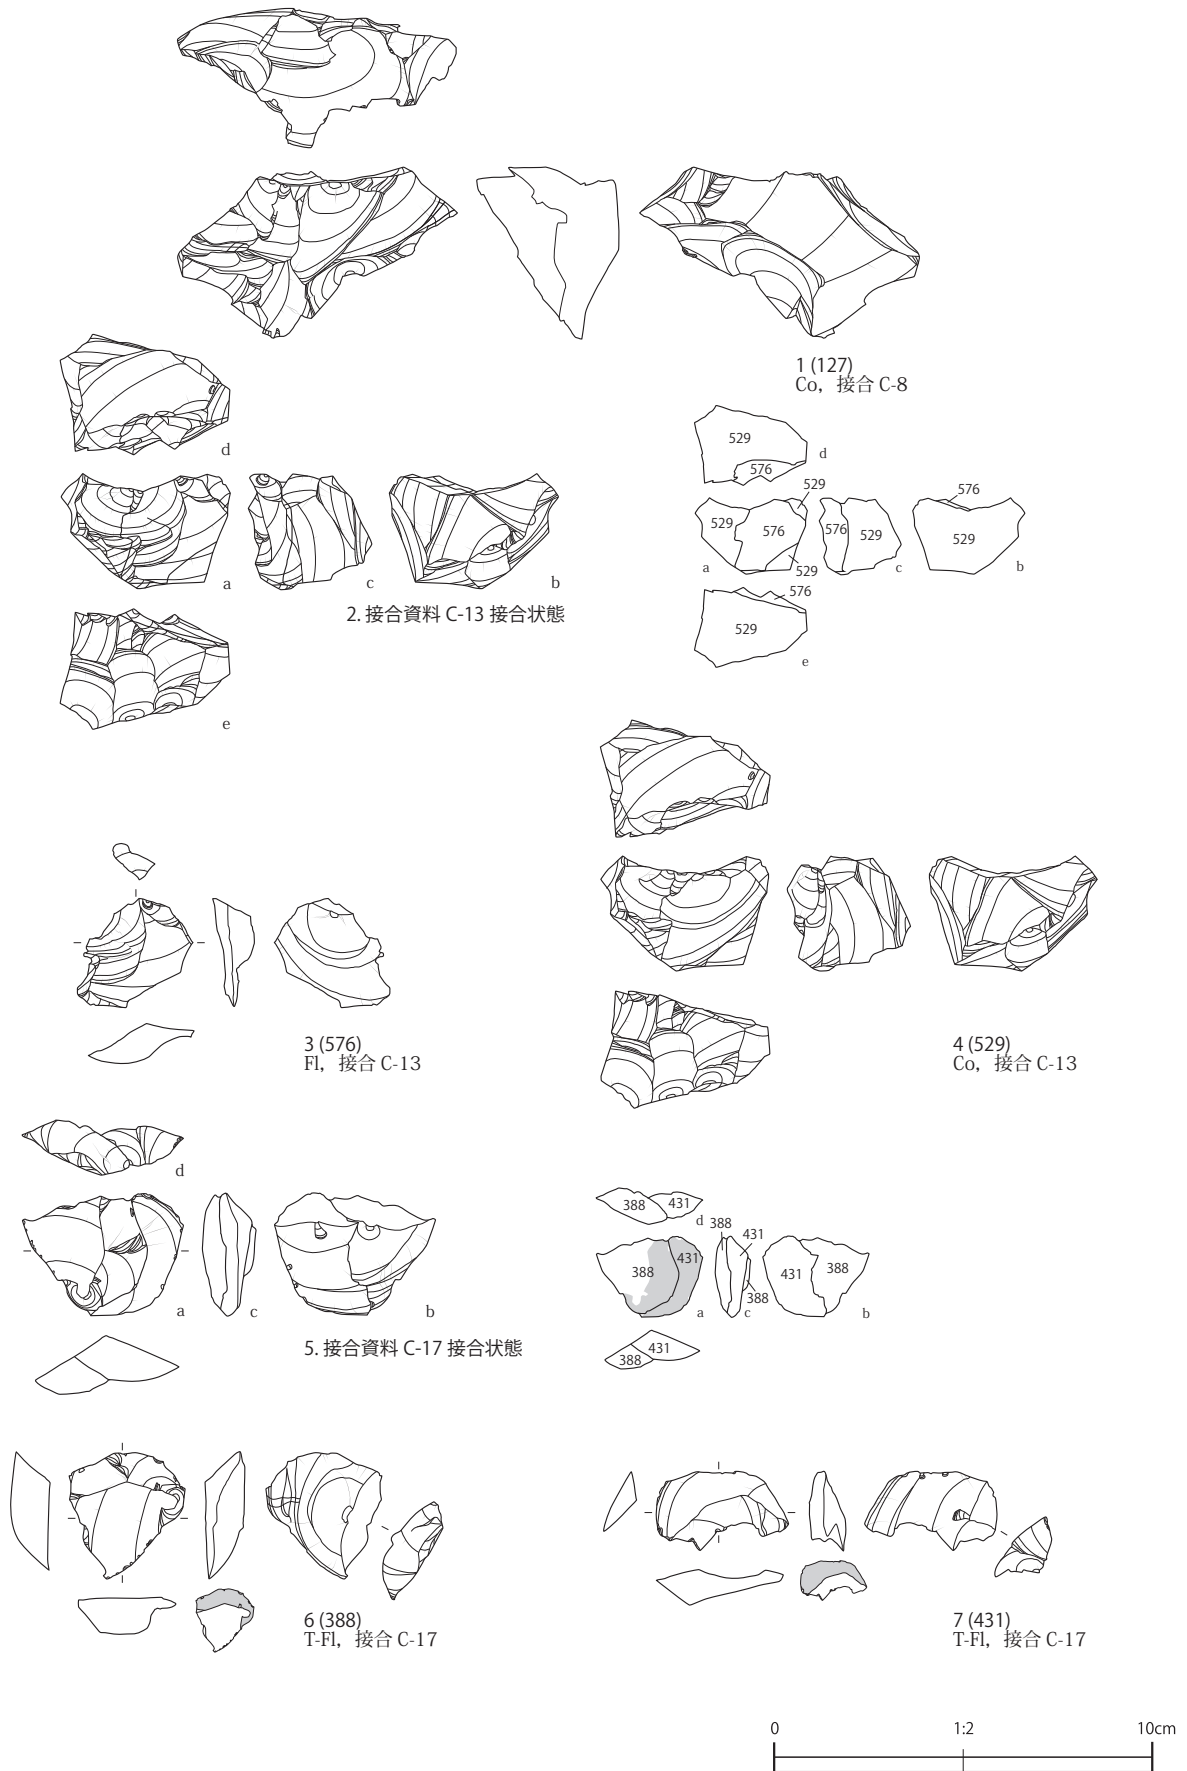 1 (127)
Co, 接合 C-8
d
a
c
b
2. 接合資料 C-13 接合状態
e
529
576
d
529
576
529
576
529
a
576
529
c
576
529
b
529
576
e
3 (576)
Fl, 接合 C-13
4 (529)
Co, 接合 C-13
d
a
c
b
5. 接合資料 C-17 接合状態
388
431
d
388
431
388
431
a
388
c
431
388
b
431
388
6 (388)
T-Fl, 接合 C-17
7 (431)
T-Fl, 接合 C-17
0 1:2 10cm